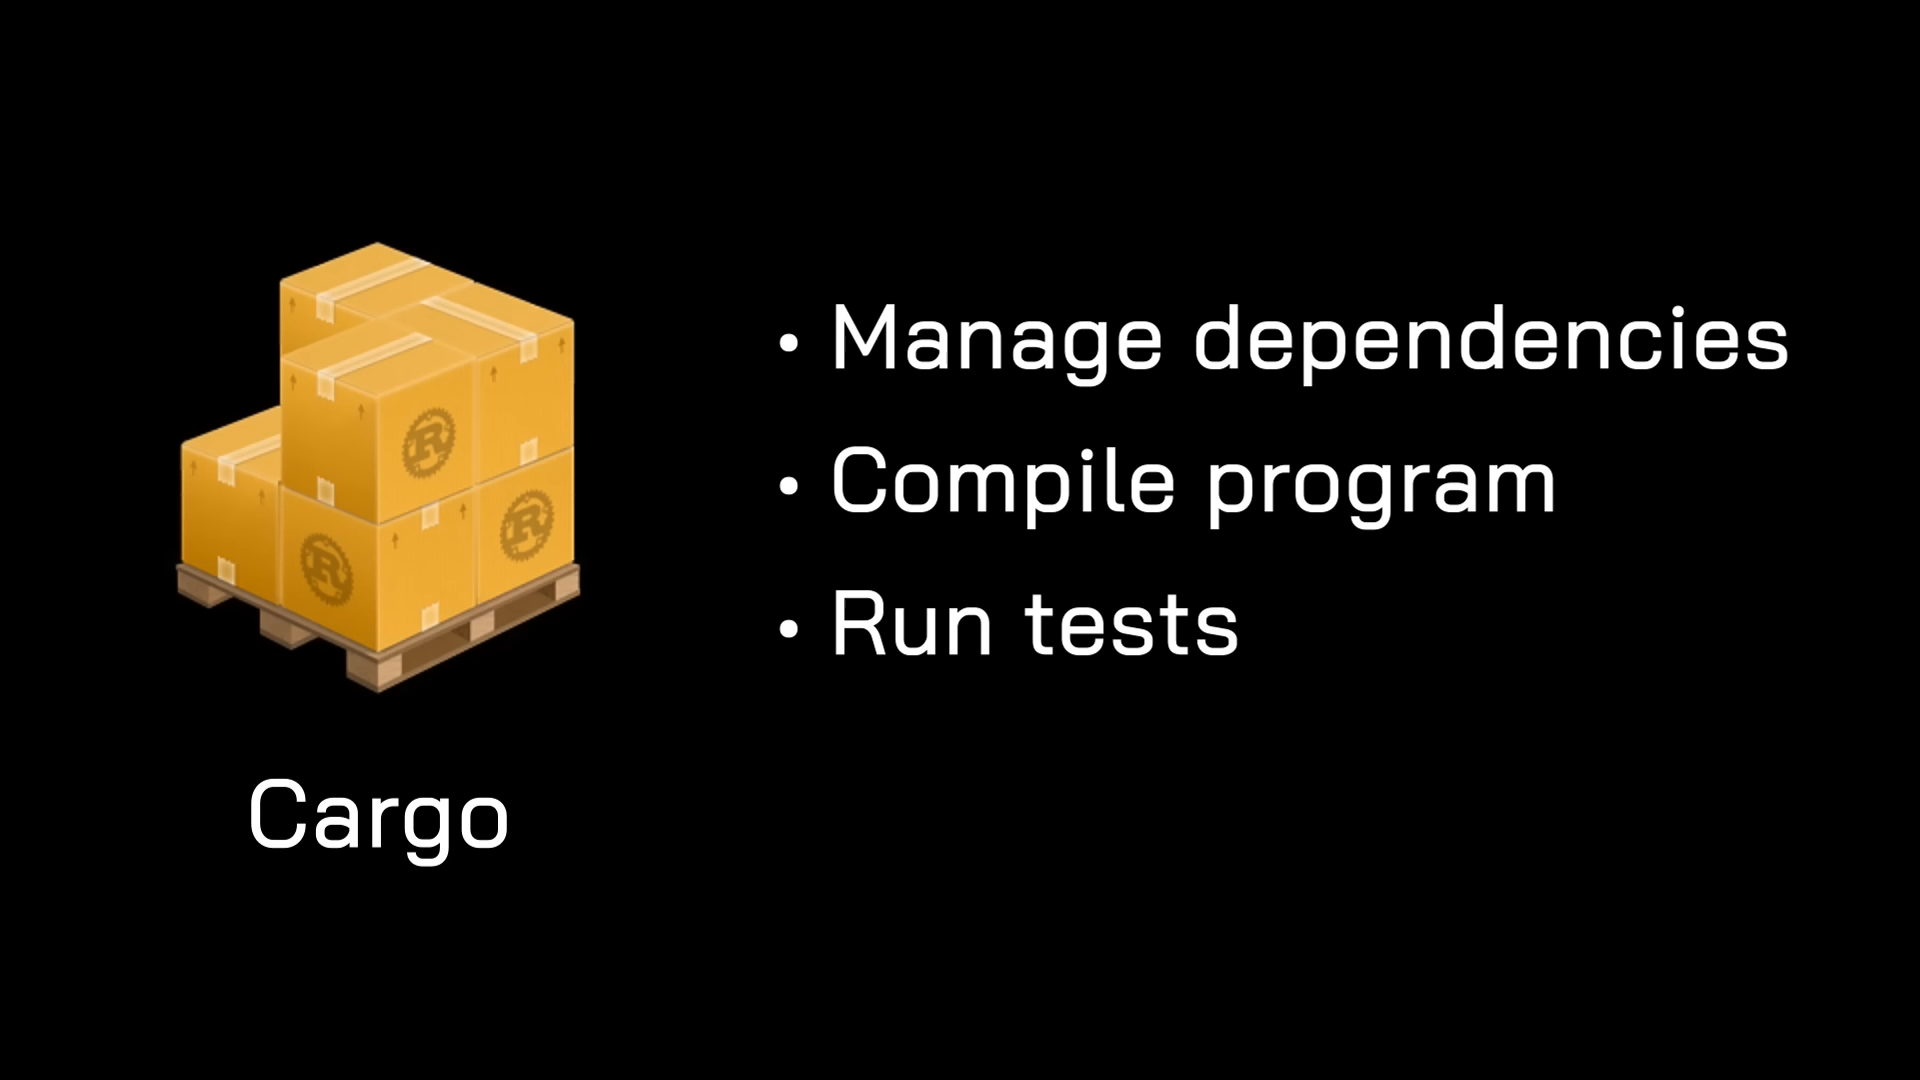 • Manage dependencies
• Compile program
• Run tests
Cargo
R
R
R